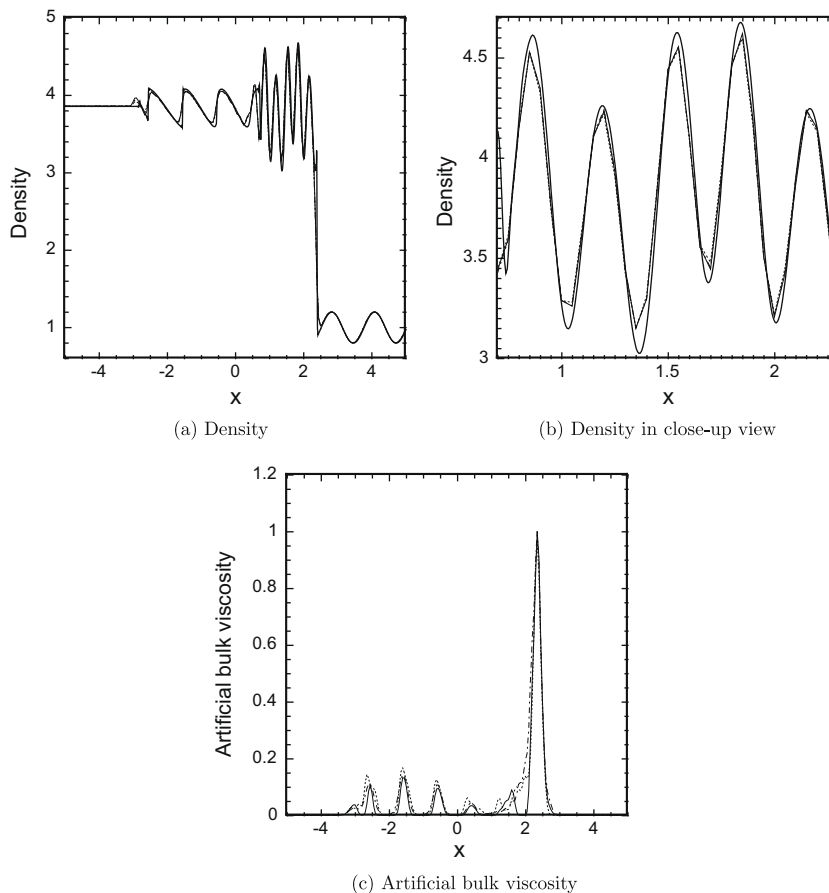 5
4
3
2
1
Density
-4 -2 0 2 4
x
(a) Density
4.5
4
3.5
3
Density
1 1.5 2
x
(b) Density in close-up view
1.2
1
0.8
0.6
0.4
0.2
0
Artificial bulk viscosity
-4 -2 0 2 4
x
(c) Artificial bulk viscosity